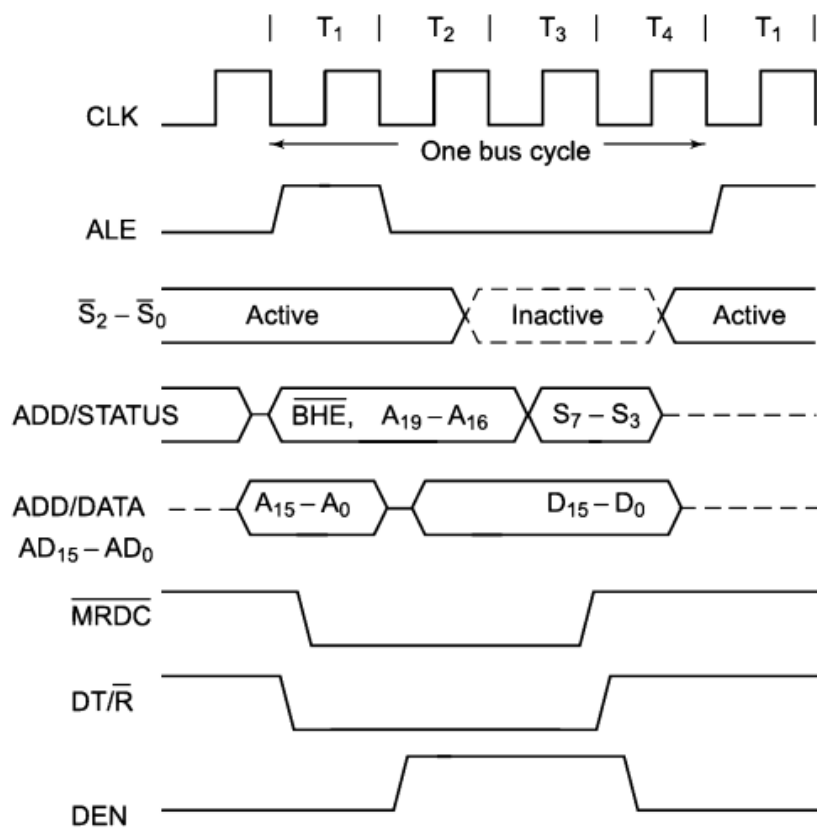 | T₁ | T₂ | T₃ | T₄ | T₁ |
CLK
One bus cycle
ALE
S̅₂ – S̅₀ Active Inactive Active
ADD/STATUS B̅H̅E̅, A₁₉ – A₁₆ S₇ – S₃
ADD/DATA A₁₅ – A₀ D₁₅ – D₀
AD₁₅ – AD₀
M̅R̅D̅C̅
DT/R̅
DEN